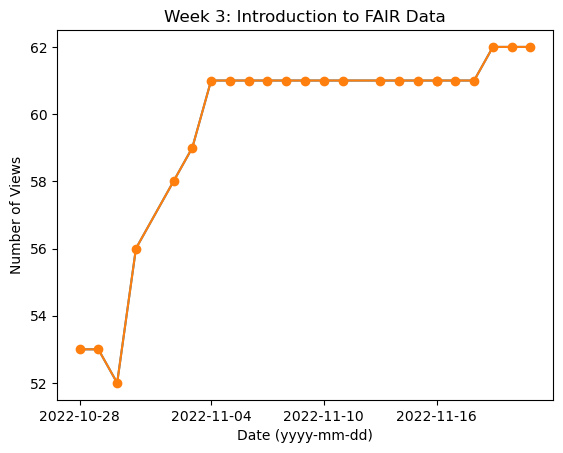 Week 3: Introduction to FAIR Data
62
60
58
56
54
52
Number of Views
2022-10-28 2022-11-04 2022-11-10 2022-11-16
Date (yyyy-mm-dd)